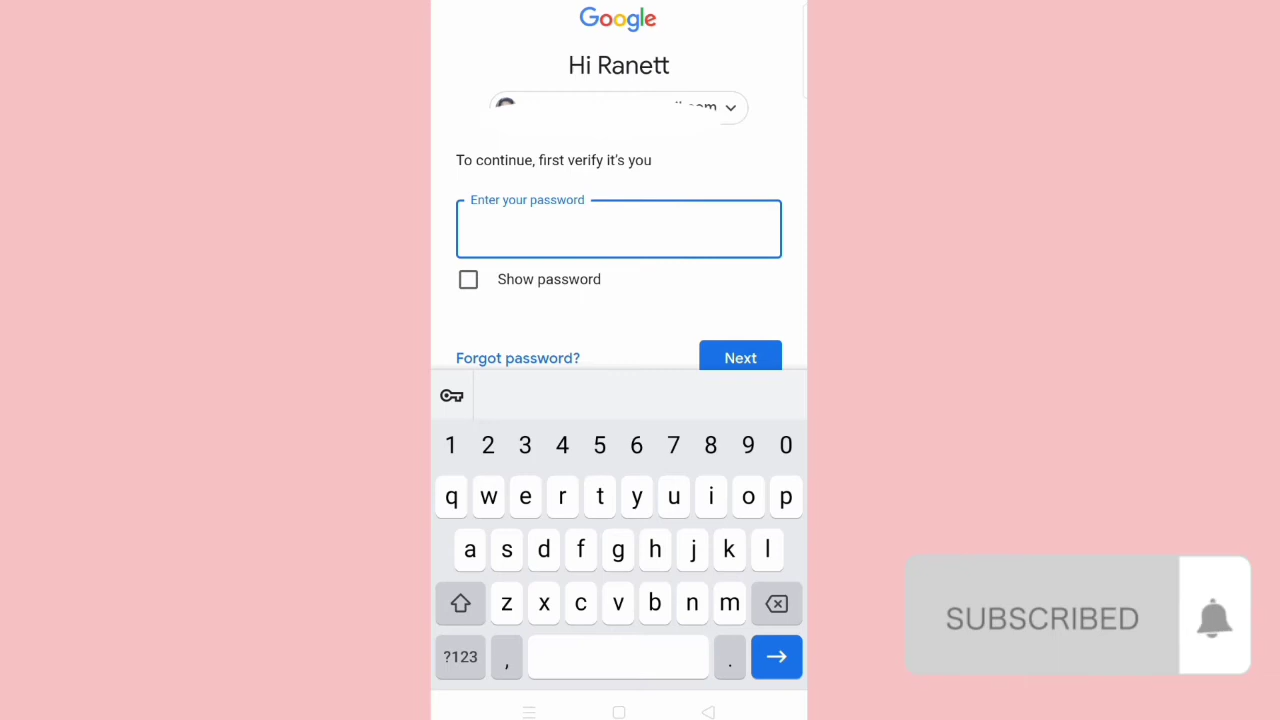 Google
Hi Ranett
To continue, first verify it's you
Enter your password
Show password
Forgot password?
Next
1 2 3 4 5 6 7 8 9 0
q w e r t y u i o p
a s d f g h j k l
z x c v b n m
?123 , .
SUBSCRIBED